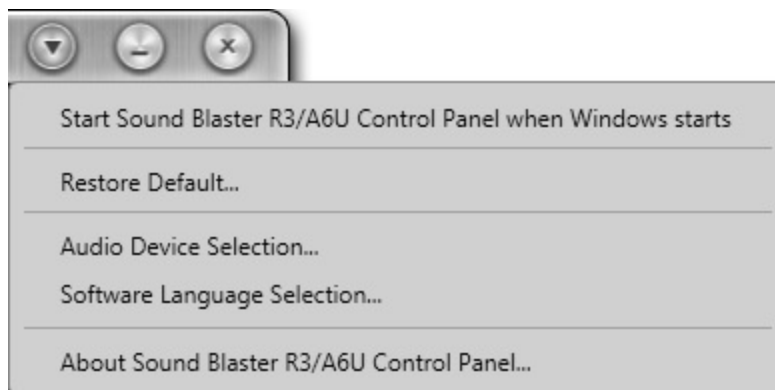 Start Sound Blaster R3/A6U Control Panel when Windows starts
Restore Default...
Audio Device Selection...
Software Language Selection...
About Sound Blaster R3/A6U Control Panel...